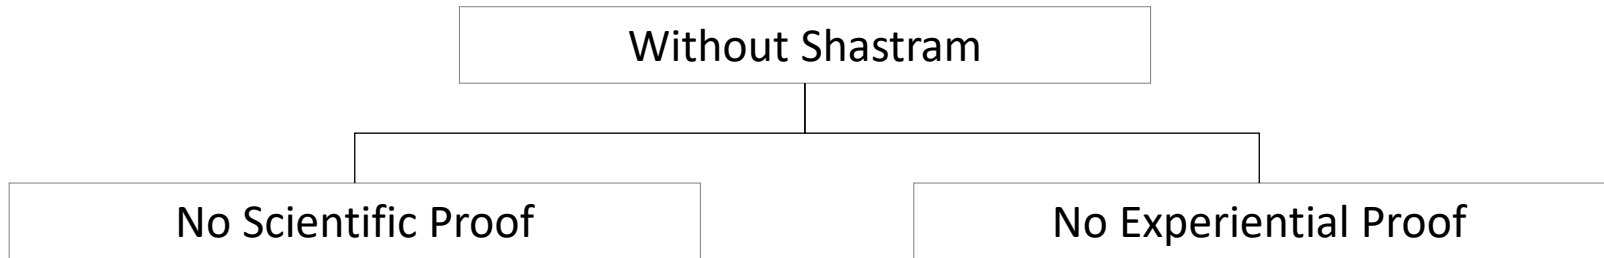 Without Shastram
No Scientific Proof
No Experiential Proof